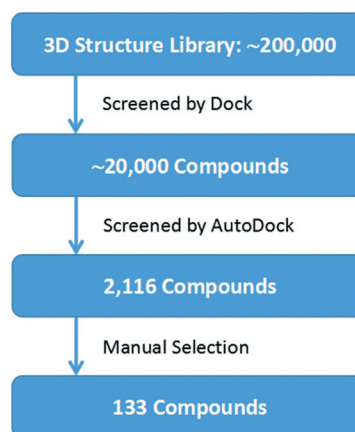 3D Structure Library: ~200,000
Screened by Dock
~20,000 Compounds
Screened by AutoDock
2,116 Compounds
Manual Selection
133 Compounds